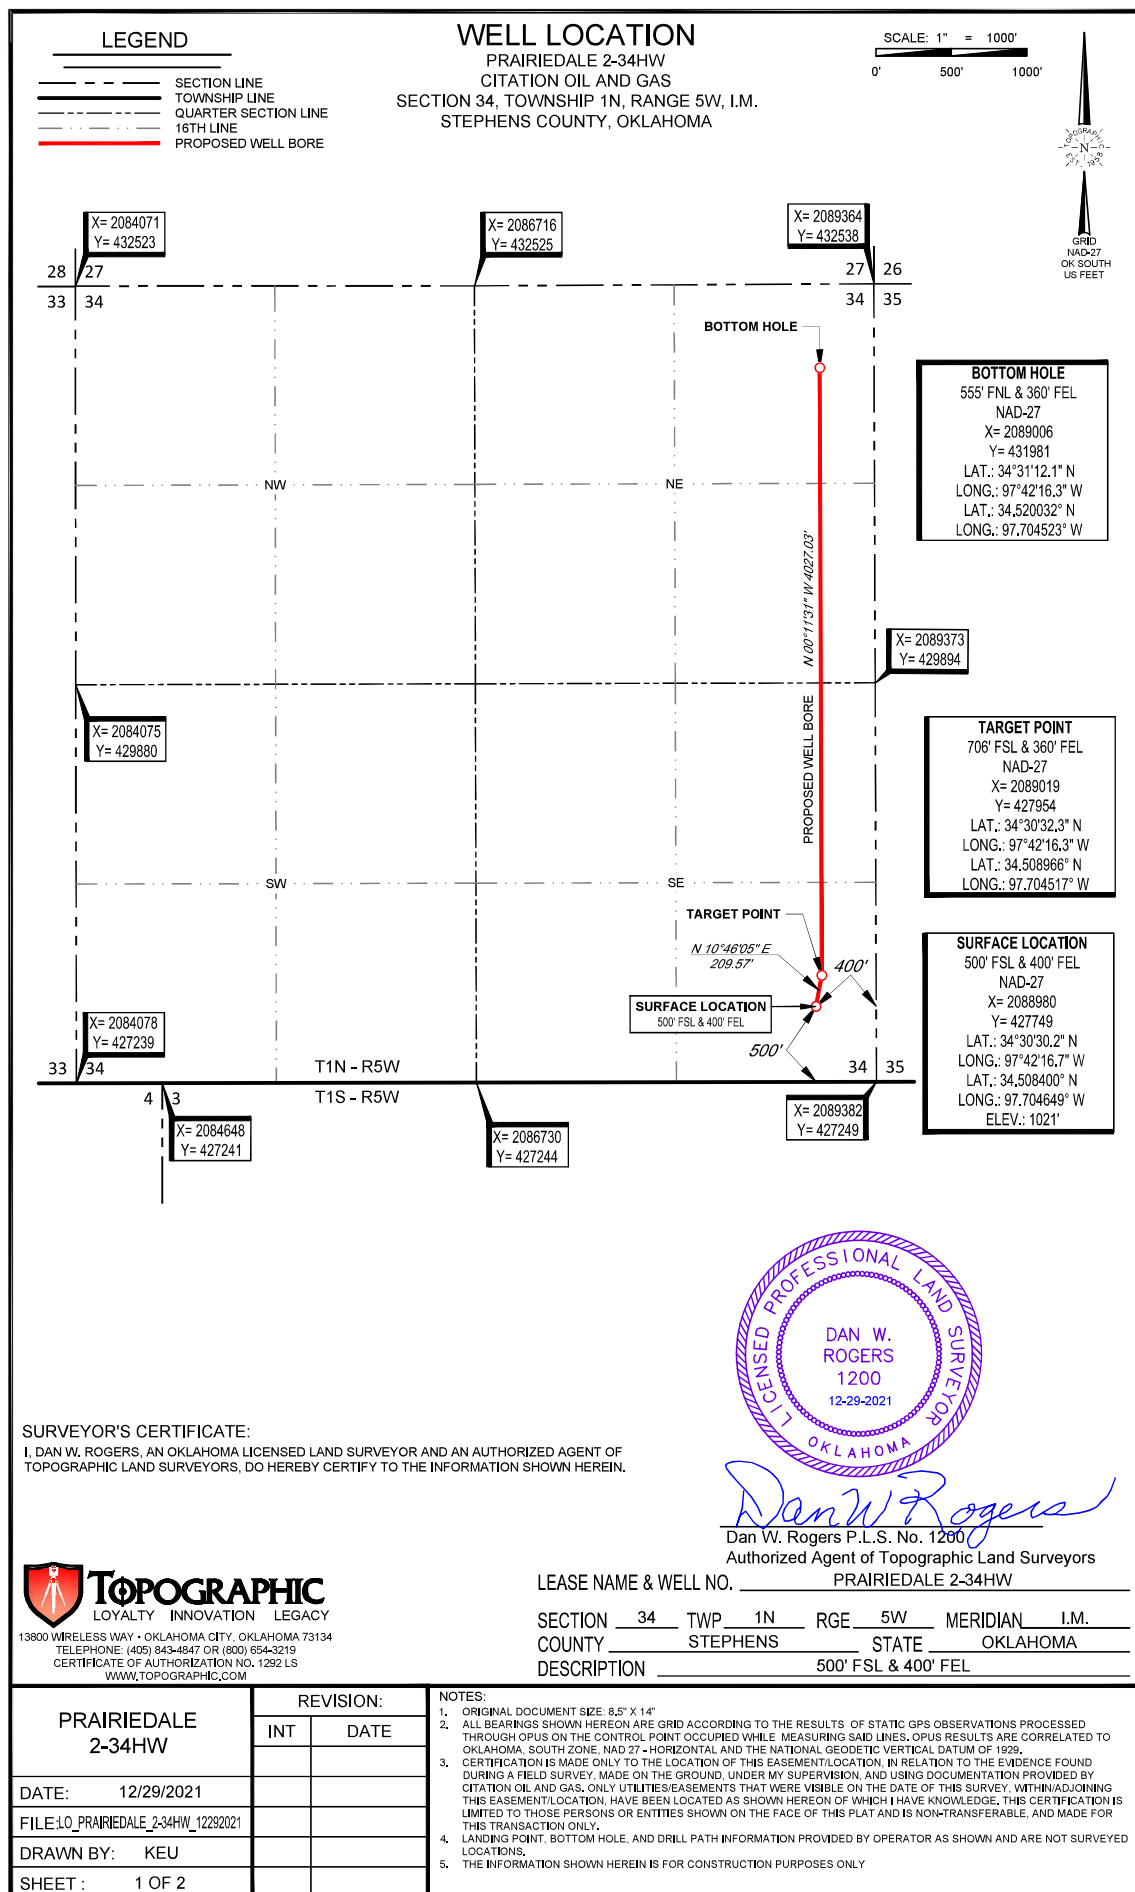 LEGEND
SECTION LINE
TOWNSHIP LINE
QUARTER SECTION LINE
16TH LINE
PROPOSED WELL BORE
WELL LOCATION
PRAIRIEDALE 2-34HW
CITATION OIL AND GAS
SECTION 34, TOWNSHIP 1N, RANGE 5W, I.M.
STEPHENS COUNTY, OKLAHOMA
SCALE: 1" = 1000'
0' 500' 1000'
TOPOGRAPHIC
N
EST. 1958
GRID
NAD-27
OK SOUTH
US FEET
X= 2084071
Y= 432523
X= 2086716
Y= 432525
X= 2089364
Y= 432538
28 27
33 34
27 26
34 35
BOTTOM HOLE
BOTTOM HOLE
555' FNL & 360' FEL
NAD-27
X= 2089006
Y= 431981
LAT.: 34°31'12.1" N
LONG.: 97°42'16.3" W
LAT.: 34.520032° N
LONG.: 97.704523° W
NW
NE
N 00°11'31" W 4027.03'
PROPOSED WELL BORE
X= 2089373
Y= 429894
X= 2084075
Y= 429880
TARGET POINT
706' FSL & 360' FEL
NAD-27
X= 2089019
Y= 427954
LAT.: 34°30'32.3" N
LONG.: 97°42'16.3" W
LAT.: 34.508966° N
LONG.: 97.704517° W
SW
SE
TARGET POINT
N 10°46'05" E
209.57'
400'
SURFACE LOCATION
500' FSL & 400' FEL
500'
SURFACE LOCATION
500' FSL & 400' FEL
NAD-27
X= 2088980
Y= 427749
LAT.: 34°30'30.2" N
LONG.: 97°42'16.7" W
LAT.: 34.508400° N
LONG.: 97.704649° W
ELEV.: 1021'
X= 2084078
Y= 427239
33 34
T1N - R5W
34 35
4 3
T1S - R5W
X= 2084648
Y= 427241
X= 2086730
Y= 427244
X= 2089382
Y= 427249
LICENSED PROFESSIONAL LAND SURVEYOR
DAN W.
ROGERS
1200
12-29-2021
OKLAHOMA
SURVEYOR'S CERTIFICATE:
I, DAN W. ROGERS, AN OKLAHOMA LICENSED LAND SURVEYOR AND AN AUTHORIZED AGENT OF
TOPOGRAPHIC LAND SURVEYORS, DO HEREBY CERTIFY TO THE INFORMATION SHOWN HEREIN.
Dan W Rogers
Dan W. Rogers P.L.S. No. 1200
Authorized Agent of Topographic Land Surveyors
TOPOGRAPHIC
LOYALTY INNOVATION LEGACY
13800 WIRELESS WAY • OKLAHOMA CITY, OKLAHOMA 73134
TELEPHONE: (405) 843-4847 OR (800) 654-3219
CERTIFICATE OF AUTHORIZATION NO. 1292 LS
WWW.TOPOGRAPHIC.COM
LEASE NAME & WELL NO. PRAIRIEDALE 2-34HW
SECTION 34 TWP 1N RGE 5W MERIDIAN I.M.
COUNTY STEPHENS STATE OKLAHOMA
DESCRIPTION 500' FSL & 400' FEL
PRAIRIEDALE
2-34HW
REVISION:
INT DATE
DATE: 12/29/2021
FILE:LO_PRAIRIEDALE_2-34HW_12292021
DRAWN BY: KEU
SHEET : 1 OF 2
NOTES:
1. ORIGINAL DOCUMENT SIZE: 8.5" X 14"
2. ALL BEARINGS SHOWN HEREON ARE GRID ACCORDING TO THE RESULTS OF STATIC GPS OBSERVATIONS PROCESSED
THROUGH OPUS ON THE CONTROL POINT OCCUPIED WHILE MEASURING SAID LINES. OPUS RESULTS ARE CORRELATED TO
OKLAHOMA, SOUTH ZONE, NAD 27 - HORIZONTAL AND THE NATIONAL GEODETIC VERTICAL DATUM OF 1929.
3. CERTIFICATION IS MADE ONLY TO THE LOCATION OF THIS EASEMENT/LOCATION, IN RELATION TO THE EVIDENCE FOUND
DURING A FIELD SURVEY, MADE ON THE GROUND, UNDER MY SUPERVISION, AND USING DOCUMENTATION PROVIDED BY
CITATION OIL AND GAS. ONLY UTILITIES/EASEMENTS THAT WERE VISIBLE ON THE DATE OF THIS SURVEY, WITHIN/ADJOINING
THIS EASEMENT/LOCATION, HAVE BEEN LOCATED AS SHOWN HEREON OF WHICH I HAVE KNOWLEDGE. THIS CERTIFICATION IS
LIMITED TO THOSE PERSONS OR ENTITIES SHOWN ON THE FACE OF THIS PLAT AND IS NON-TRANSFERABLE, AND MADE FOR
THIS TRANSACTION ONLY.
4. LANDING POINT, BOTTOM HOLE, AND DRILL PATH INFORMATION PROVIDED BY OPERATOR AS SHOWN AND ARE NOT SURVEYED
LOCATIONS.
5. THE INFORMATION SHOWN HEREIN IS FOR CONSTRUCTION PURPOSES ONLY